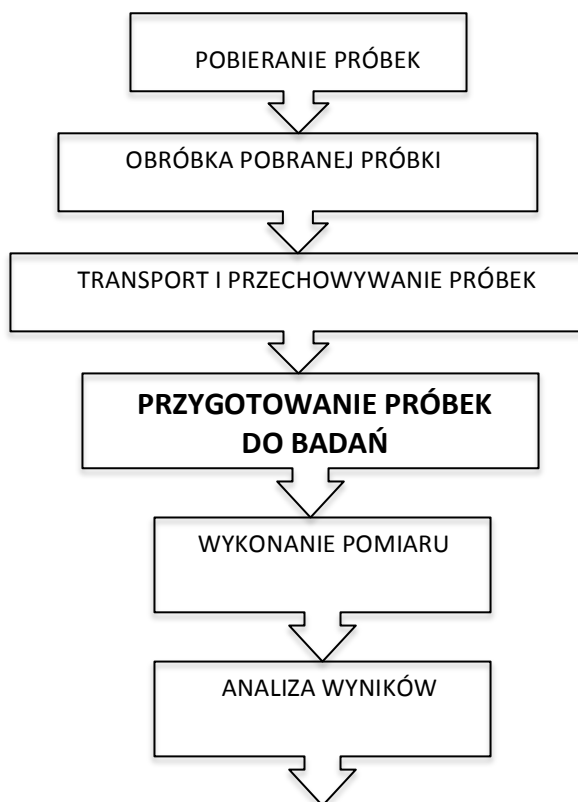 POBIERANIE PRÓBEK
OBRÓBKA POBRANEJ PRÓBKI
TRANSPORT I PRZECHOWYWANIE PRÓBEK
PRZYGOTOWANIE PRÓBEK
DO BADAŃ
WYKONANIE POMIARU
ANALIZA WYNIKÓW